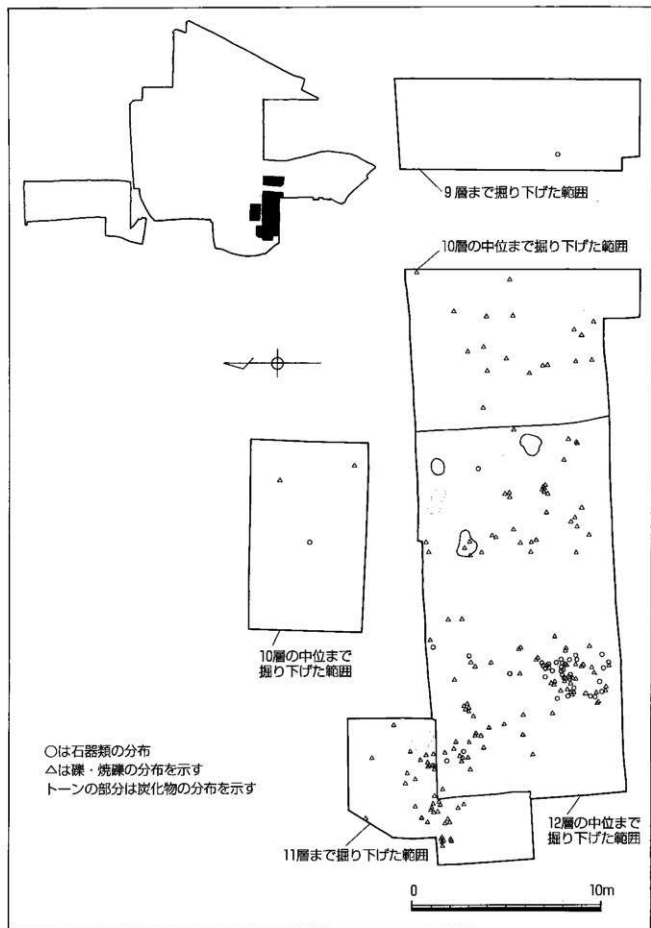 9層まで掘り下げた範囲
10層の中位まで掘り下げた範囲
10層の中位まで
掘り下げた範囲
○は石器類の分布
△は礫・焼礫の分布を示す
トーンの部分は炭化物の分布を示す
11層まで掘り下げた範囲
12層の中位まで
掘り下げた範囲
0 10m